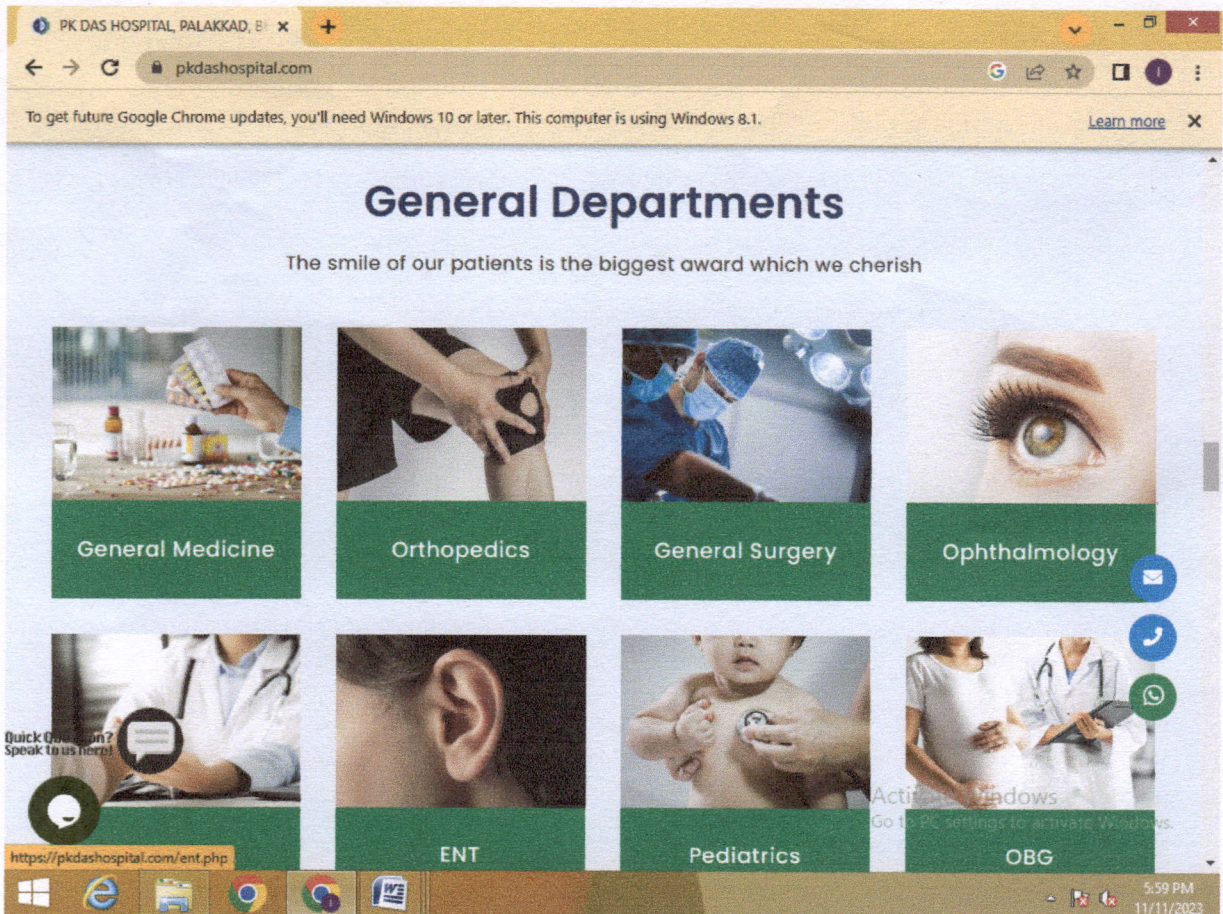 PK DAS HOSPITAL, PALAKKAD,
pkdashospital.com
To get future Google Chrome updates, you'll need Windows 10 or later. This computer is using Windows 8.1.
Learn more
General Departments
The smile of our patients is the biggest award which we cherish
General Medicine
Orthopedics
General Surgery
Ophthalmology
Quick
Speak to us here!
Activate Windows
Go to PC settings to activate Windows.
ENT
Pediatrics
OBG
https://pkdashospital.com/ent.php
5:59 PM
11/11/2023